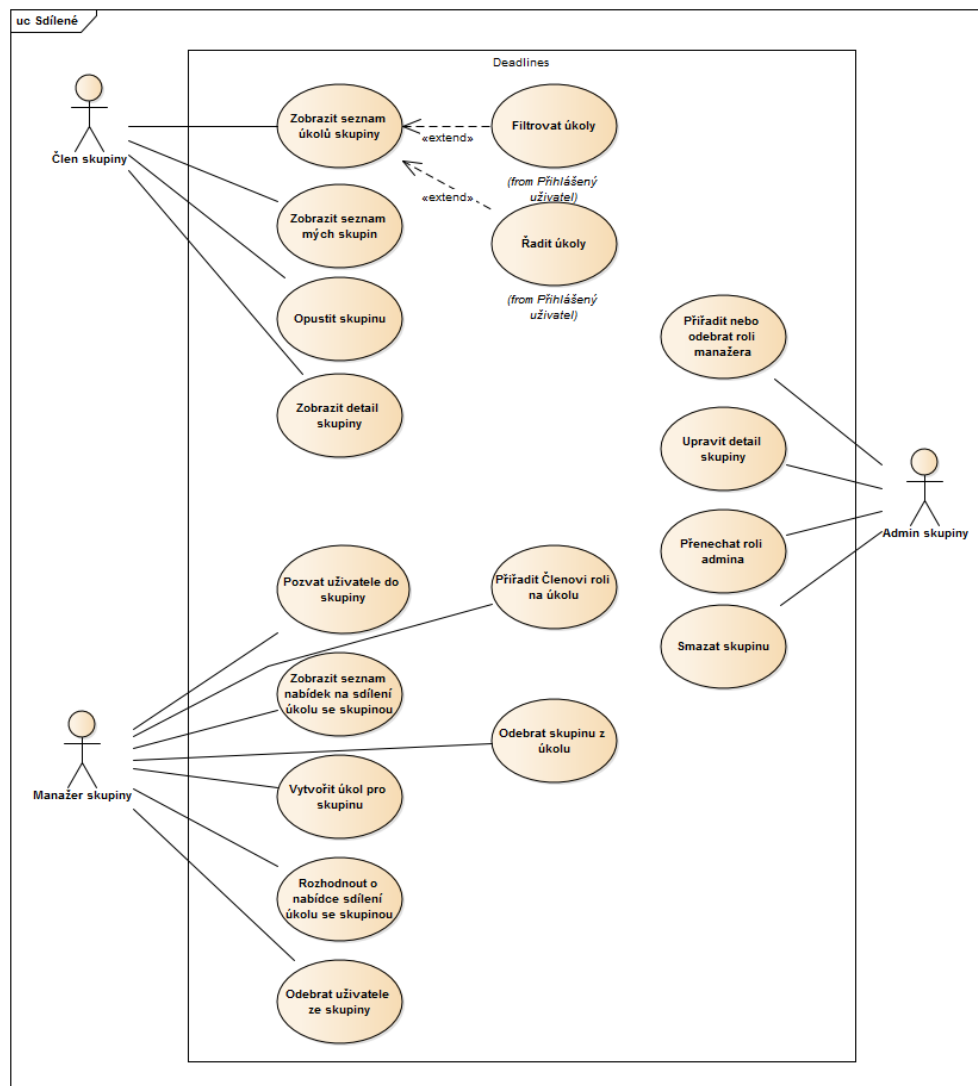 uc Sdílené
Deadlines
Člen skupiny
Zobrazit seznam
úkolů skupiny
«extend»
Filtrovat úkoly
(from Přihlášený
uživatel)
«extend»
Zobrazit seznam
mých skupin
Řadit úkoly
(from Přihlášený
uživatel)
Opustit skupinu
Zobrazit detail
skupiny
Přiřadit nebo
odebrat roli
manažera
Upravit detail
skupiny
Admin skupiny
Přenechat roli
admina
Smazat skupinu
Pozvat uživatele do
skupiny
Přiřadit Členovi roli
na úkolu
Zobrazit seznam
nabídek na sdílení
úkolu se skupinou
Odebrat skupinu z
úkolu
Manažer skupiny
Vytvořit úkol pro
skupinu
Rozhodnout o
nabídce sdílení
úkolu se skupinou
Odebrat uživatele
ze skupiny